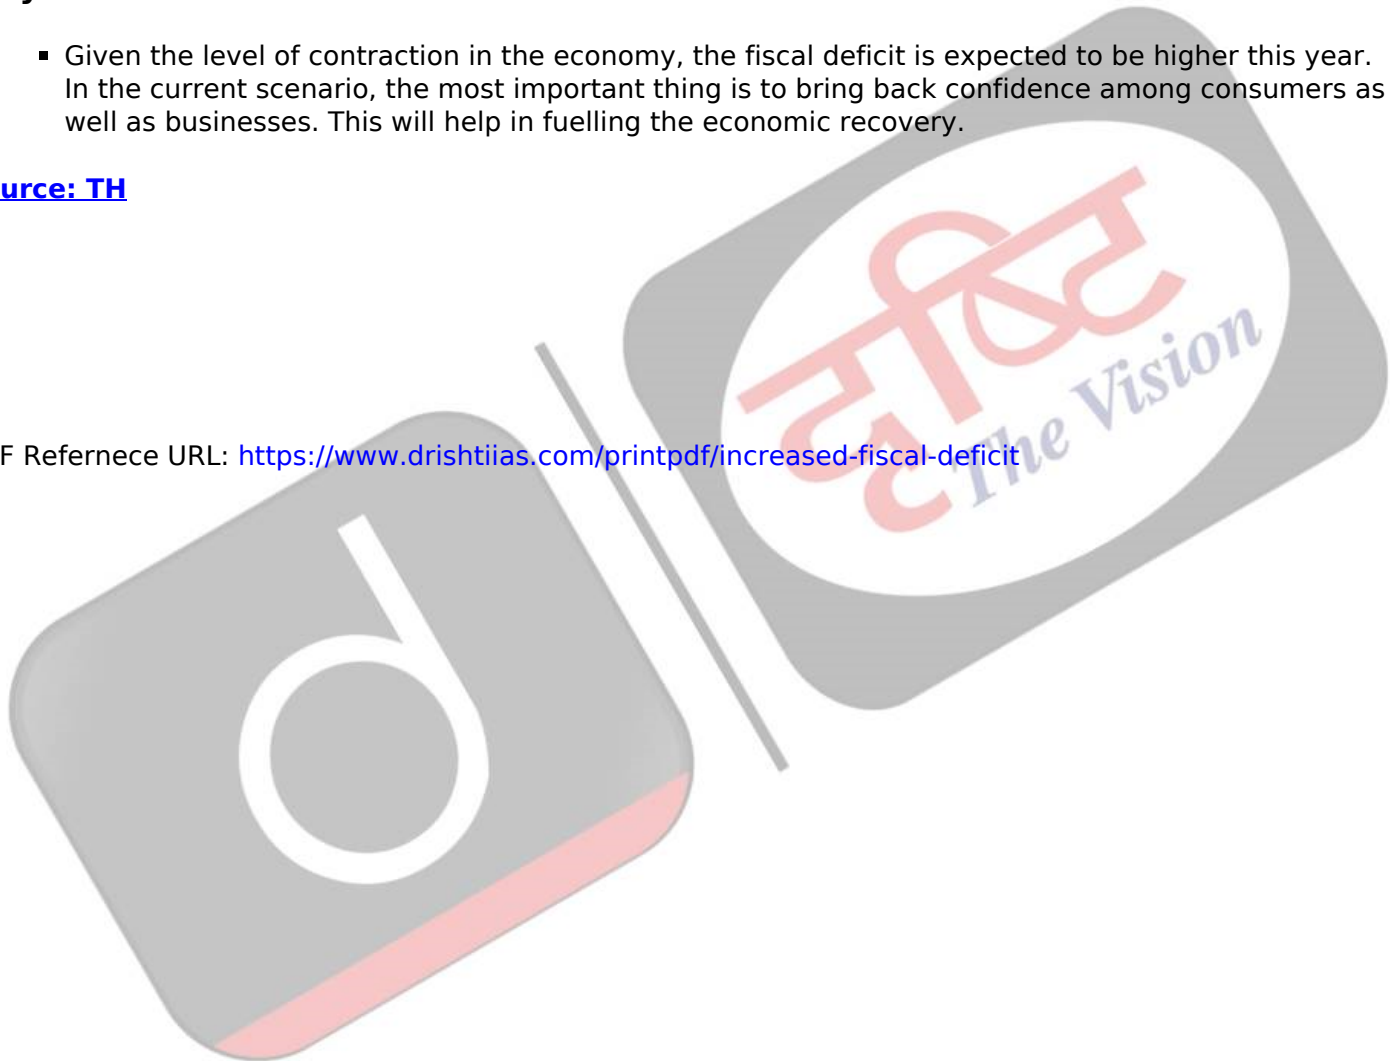 ▪ Given the level of contraction in the economy, the fiscal deficit is expected to be higher this year.
In the current scenario, the most important thing is to bring back confidence among consumers as
well as businesses. This will help in fuelling the economic recovery.
urce: TH
दृष्टि
The Vision
F Refernece URL: https://www.drishtiias.com/printpdf/increased-fiscal-deficit
d